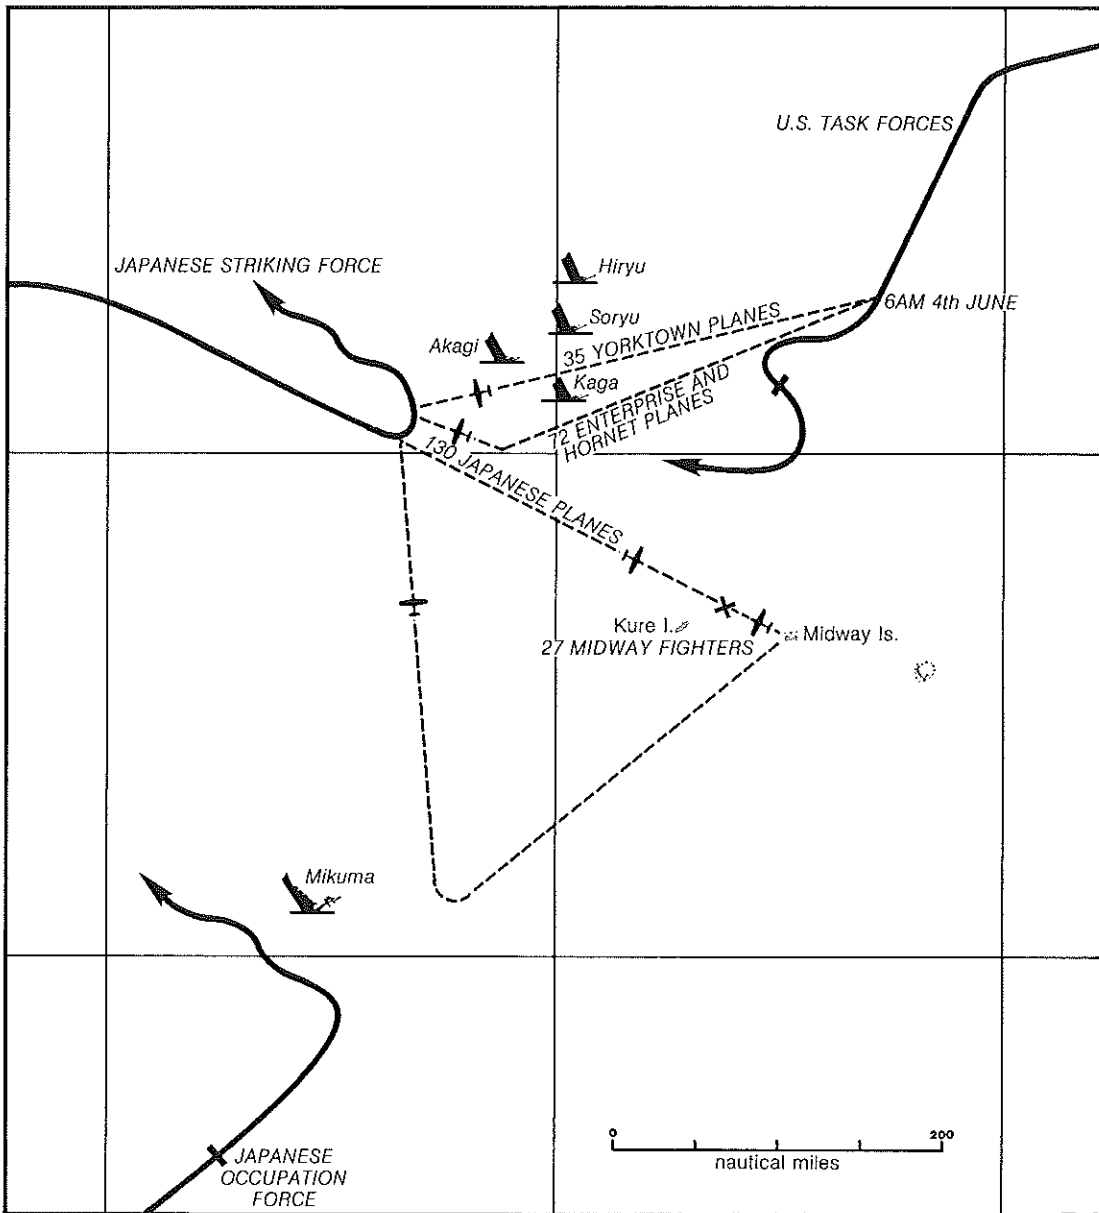 U.S. TASK FORCES
JAPANESE STRIKING FORCE
Hiryu
6AM 4th JUNE
Soryu
35 YORKTOWN PLANES
Akagi
Kaga
72 ENTERPRISE AND
HORNET PLANES
130 JAPANESE PLANES
Kure I.
Midway Is.
27 MIDWAY FIGHTERS
Mikuma
0
200
nautical miles
JAPANESE
OCCUPATION
FORCE